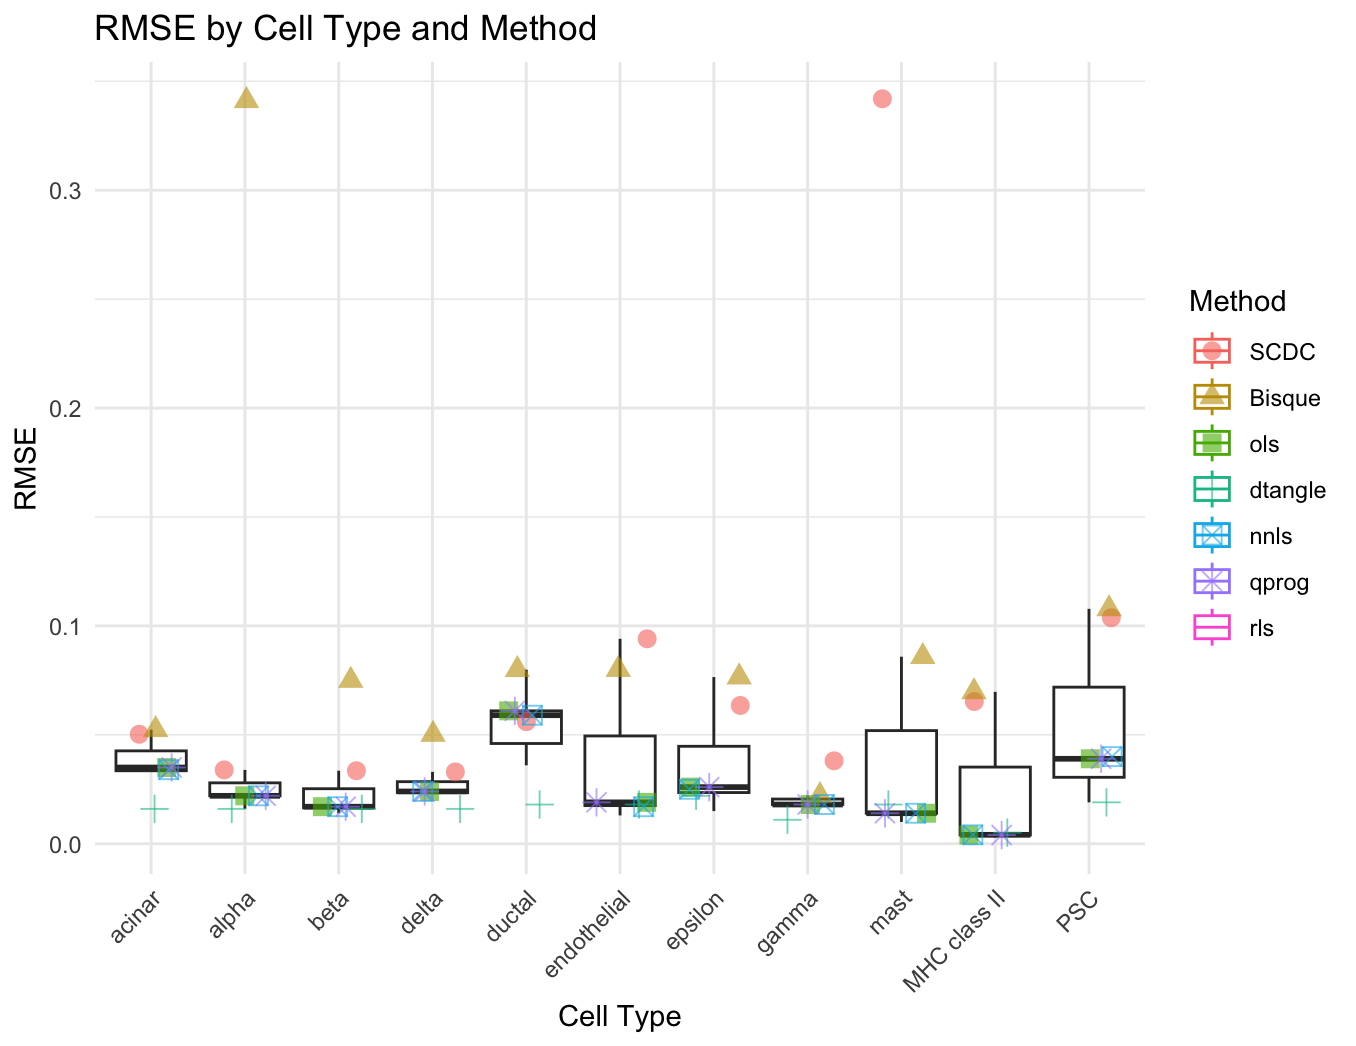 RMSE by Cell Type and Method
RMSE
0.3
0.2
0.1
0.0
acinar
alpha
beta
delta
ductal
endothelial
epsilon
gamma
mast
MHC class II
PSC
Cell Type
Method
SCDC
Bisque
ols
dtangle
nnls
qprog
rls